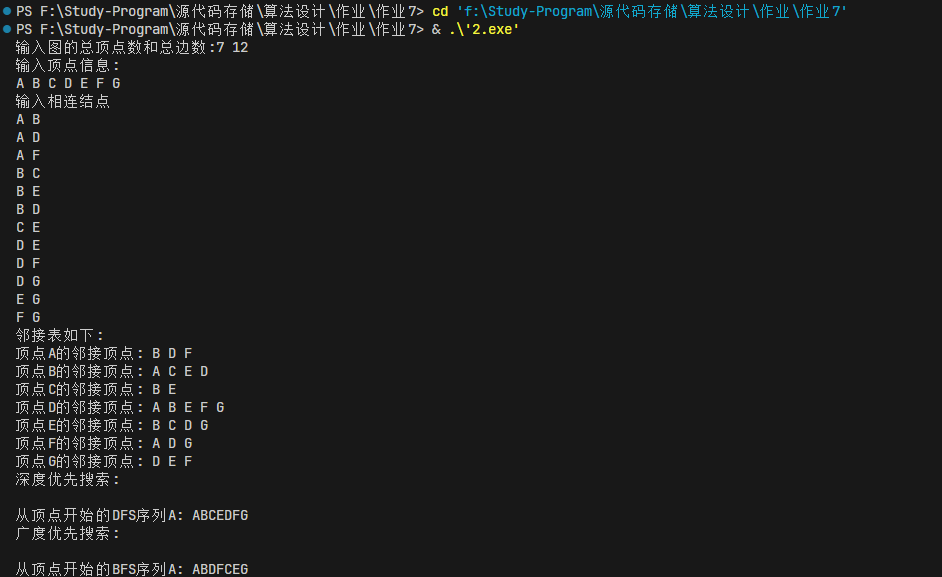 PS F:\Study-Program\源代码存储\算法设计\作业\作业7> cd 'f:\Study-Program\源代码存储\算法设计\作业\作业7'
PS F:\Study-Program\源代码存储\算法设计\作业\作业7> & .\'2.exe'
输入图的总顶点数和总边数:7 12
输入顶点信息:
A B C D E F G
输入相连结点
A B
A D
A F
B C
B E
B D
C E
D E
D F
D G
E G
F G
邻接表如下:
顶点A的邻接顶点: B D F
顶点B的邻接顶点: A C E D
顶点C的邻接顶点: B E
顶点D的邻接顶点: A B E F G
顶点E的邻接顶点: B C D G
顶点F的邻接顶点: A D G
顶点G的邻接顶点: D E F
深度优先搜索:
从顶点开始的DFS序列A: ABCEDFG
广度优先搜索:
从顶点开始的BFS序列A: ABDFCEG